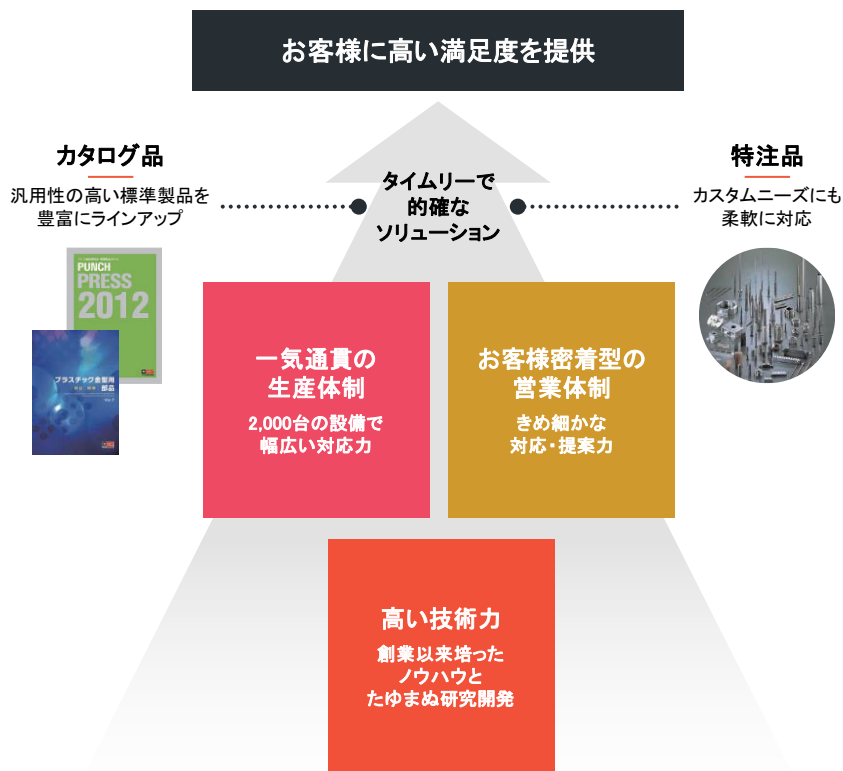 お客様に高い満足度を提供
カタログ品
汎用性の高い標準製品を
豊富にラインアップ
PUNCH
PRESS
2012
プラスチック金型用
部品
タイムリーで
的確な
ソリューション
特注品
カスタムニーズにも
柔軟に対応
一気通貫の
生産体制
2,000台の設備で
幅広い対応力
お客様密着型の
営業体制
きめ細かな
対応・提案力
高い技術力
創業以来培った
ノウハウと
たゆまぬ研究開発